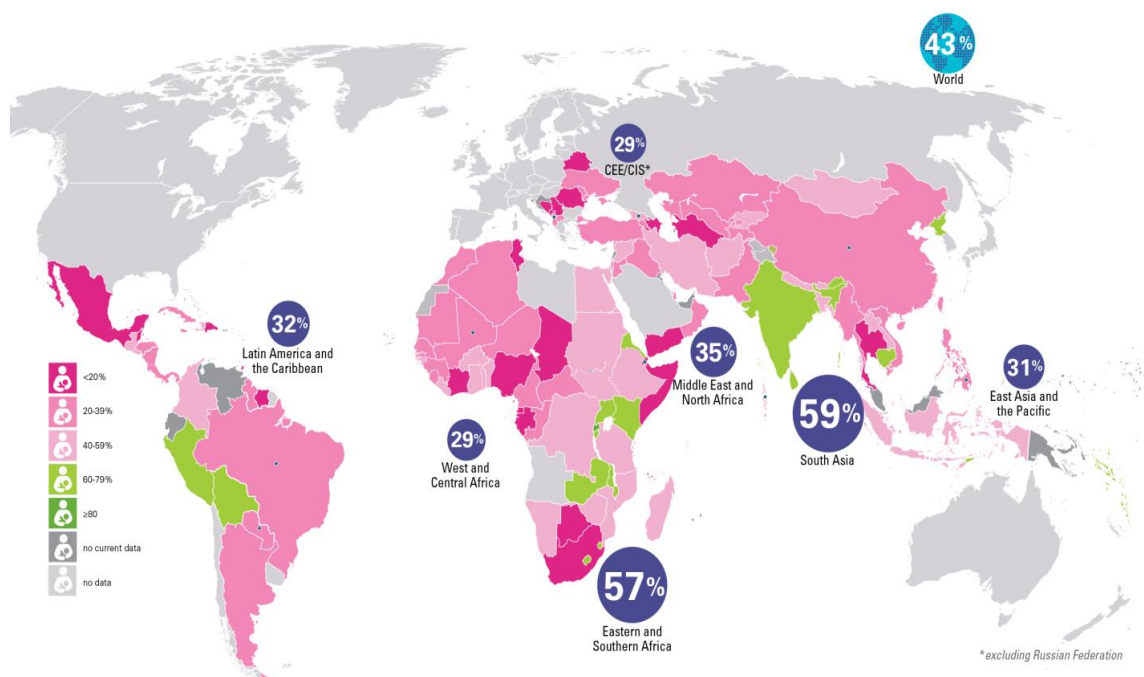 43%
World
29%
CEE/CIS*
32%
Latin America and
the Caribbean
35%
Middle East and
North Africa
31%
East Asia and
the Pacific
59%
South Asia
29%
West and
Central Africa
57%
Eastern and
Southern Africa
<20%
20-39%
40-59%
60-79%
≥80
no current data
no data
*excluding Russian Federation